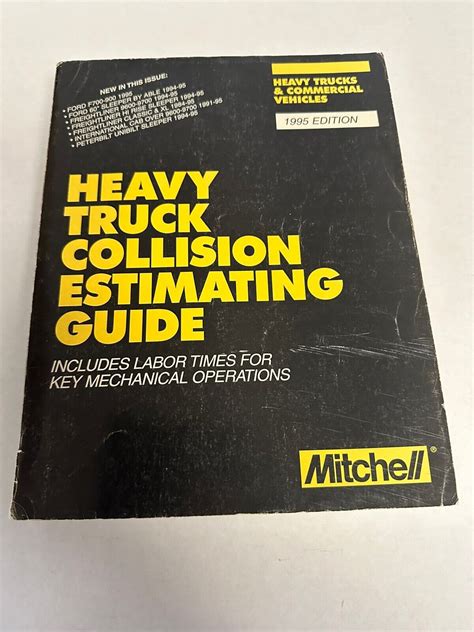 NEW IN THIS ISSUE:
• FORD F700-900 1995
• FORD 60" SLEEPER BY ABLE 1994-95
• FREIGHTLINER 9600-9700 1994-95
• FREIGHTLINER HI RISE SLEEPER 1994-95
• FREIGHTLINER CLASSIC & XL 1984-95
• INTERNATIONAL CAB OVER 9600-9700 1991-95
• PETERBILT UNIBILT SLEEPER 1994-95
HEAVY TRUCKS
& COMMERCIAL
VEHICLES
1995 EDITION
HEAVY
TRUCK
COLLISION
ESTIMATING
GUIDE
INCLUDES LABOR TIMES FOR
KEY MECHANICAL OPERATIONS
Mitchell®